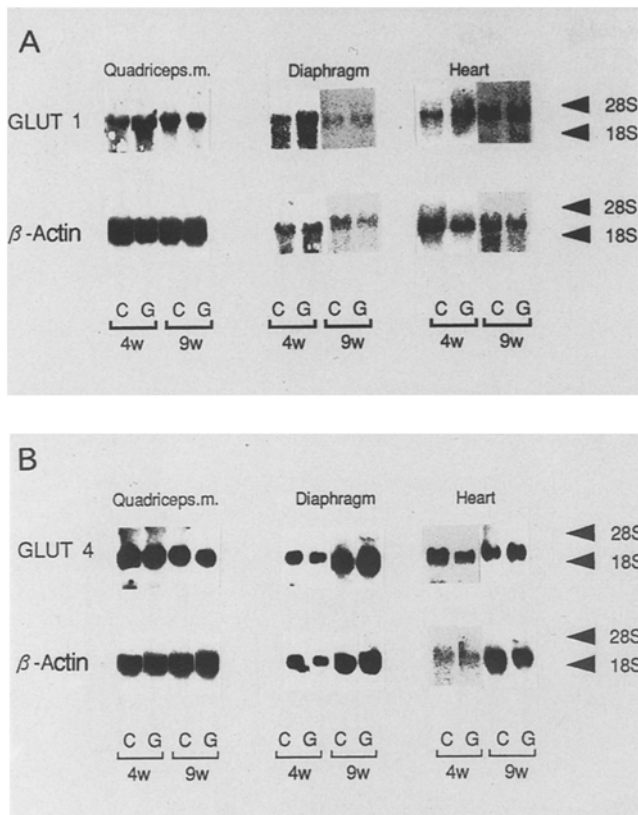 A
Quadriceps.m. Diaphragm Heart
GLUT 1 28S
18S
β-Actin 28S
18S
C G C G C G C G C G C G
4w 9w 4w 9w 4w 9w
B
Quadriceps.m. Diaphragm Heart
GLUT 4 28S
18S
β-Actin 28S
18S
C G C G C G C G C G C G
4w 9w 4w 9w 4w 9w